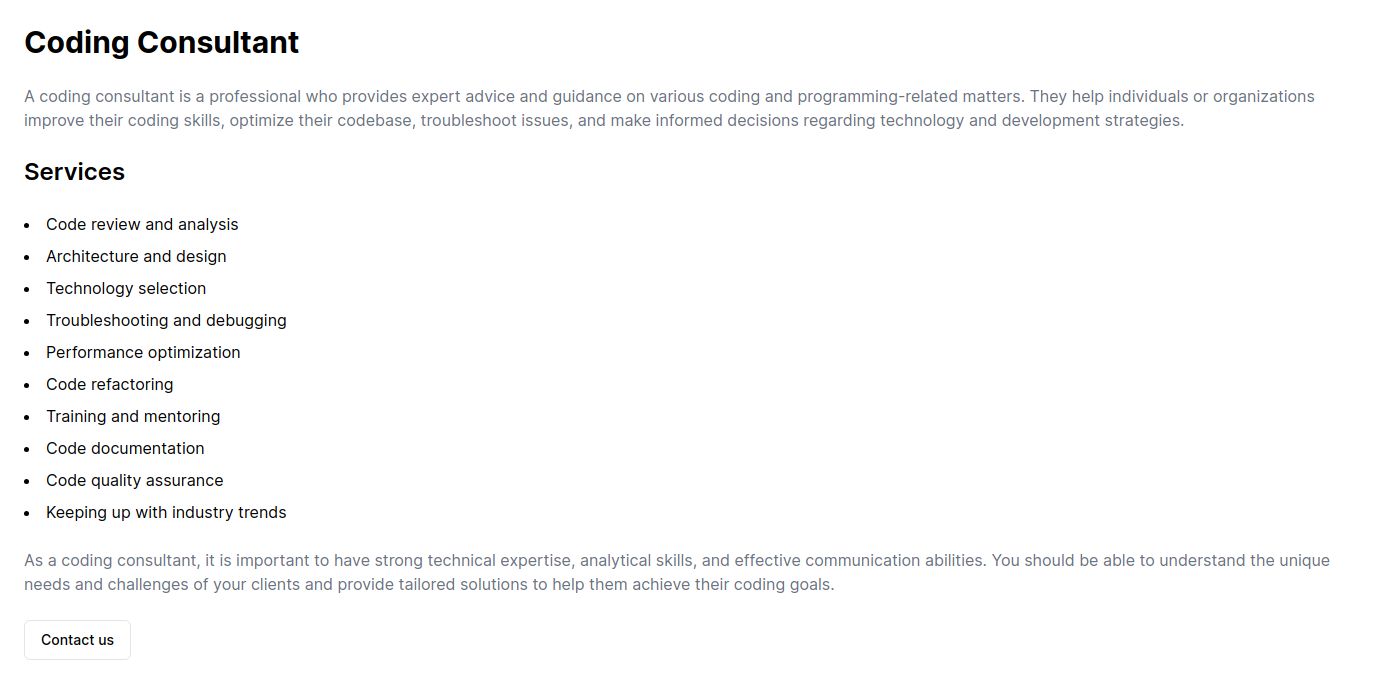 Coding Consultant
A coding consultant is a professional who provides expert advice and guidance on various coding and programming-related matters. They help individuals or organizations
improve their coding skills, optimize their codebase, troubleshoot issues, and make informed decisions regarding technology and development strategies.
Services
• Code review and analysis
• Architecture and design
• Technology selection
• Troubleshooting and debugging
• Performance optimization
• Code refactoring
• Training and mentoring
• Code documentation
• Code quality assurance
• Keeping up with industry trends
As a coding consultant, it is important to have strong technical expertise, analytical skills, and effective communication abilities. You should be able to understand the unique
needs and challenges of your clients and provide tailored solutions to help them achieve their coding goals.
Contact us